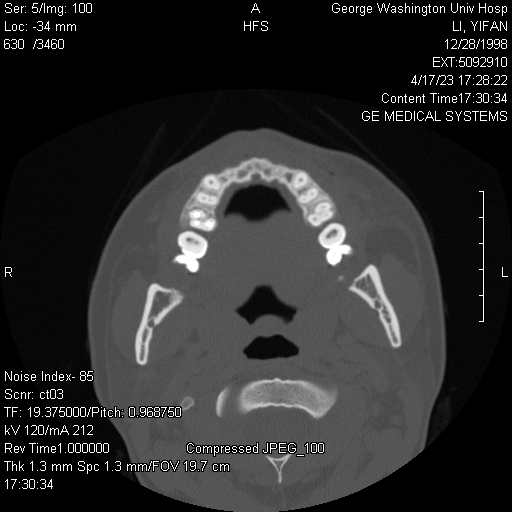 Ser: 5/Img: 100
Loc: -34 mm
630 /3460
A
HFS
George Washington Univ Hosp
LI, YIFAN
12/28/1998
EXT:5092910
4/17/23 17:28:22
Content Time17:30:34
GE MEDICAL SYSTEMS
R
L
Noise Index- 85
Scnr: ct03
TF: 19.375000/Pitch: 0.968750
kV 120/mA 212
Rev Time1.000000
Compressed JPEG_100
Thk 1.3 mm Spc 1.3 mm/FOV 19.7 cm
17:30:34